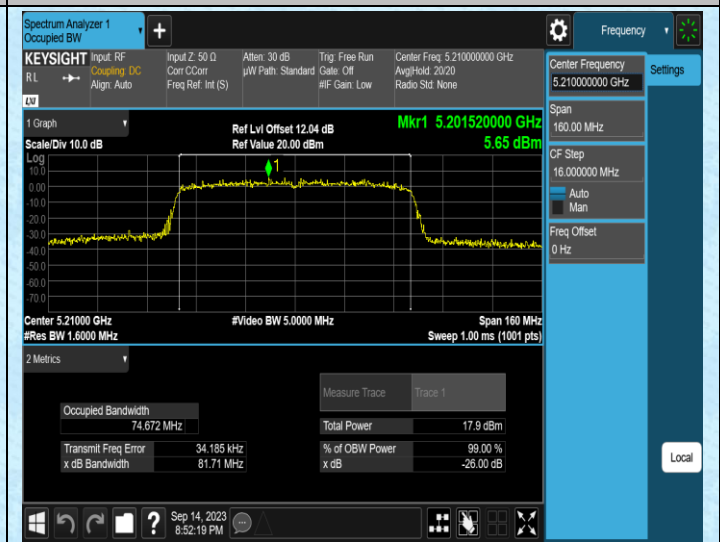 Spectrum Analyzer 1
Occupied BW
Frequency
KEYSIGHT
R L
LXI
Input: RF
Coupling: DC
Align: Auto
Input Z: 50 Ω
Corr CCorr
Freq Ref: Int (S)
Atten: 30 dB
µW Path: Standard
Trig: Free Run
Gate: Off
#IF Gain: Low
Center Freq: 5.210000000 GHz
Avg|Hold: 20/20
Radio Std: None
Center Frequency
5.210000000 GHz
Settings
Span
160.00 MHz
CF Step
16.000000 MHz
Auto
Man
Freq Offset
0 Hz
1 Graph
Scale/Div 10.0 dB
Ref Lvl Offset 12.04 dB
Ref Value 20.00 dBm
Mkr1 5.201520000 GHz
5.65 dBm
Log
1
10.0
0.00
-10.0
-20.0
-30.0
-40.0
-50.0
-60.0
-70.0
Center 5.21000 GHz
#Res BW 1.6000 MHz
#Video BW 5.0000 MHz
Span 160 MHz
Sweep 1.00 ms (1001 pts)
2 Metrics
Measure Trace
Trace 1
Occupied Bandwidth
74.672 MHz
Total Power
17.9 dBm
Transmit Freq Error
34.185 kHz
% of OBW Power
99.00 %
x dB Bandwidth
81.71 MHz
x dB
-26.00 dB
Local
?
Sep 14, 2023
8:52:19 PM